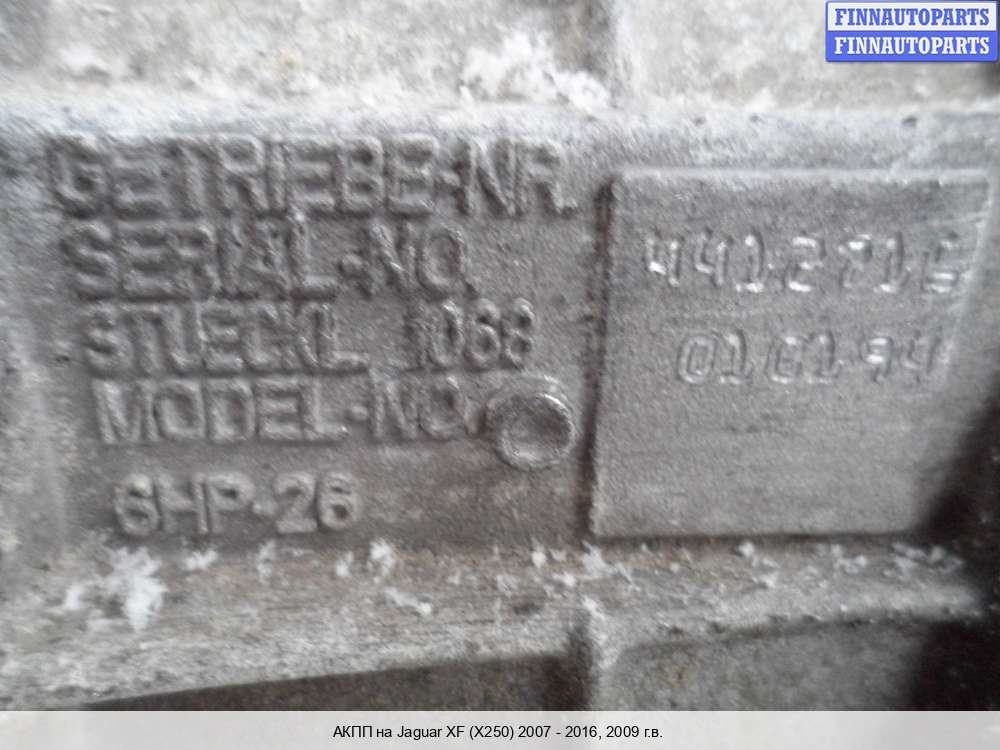 FINNAUTOPARTS
FINNAUTOPARTS
GETRIEBE-NR.
SERIAL-NO.
STUECKL. 1068
MODEL-NO.
6HP-26
010194
АКПП на Jaguar XF (X250) 2007 - 2016, 2009 г.в.